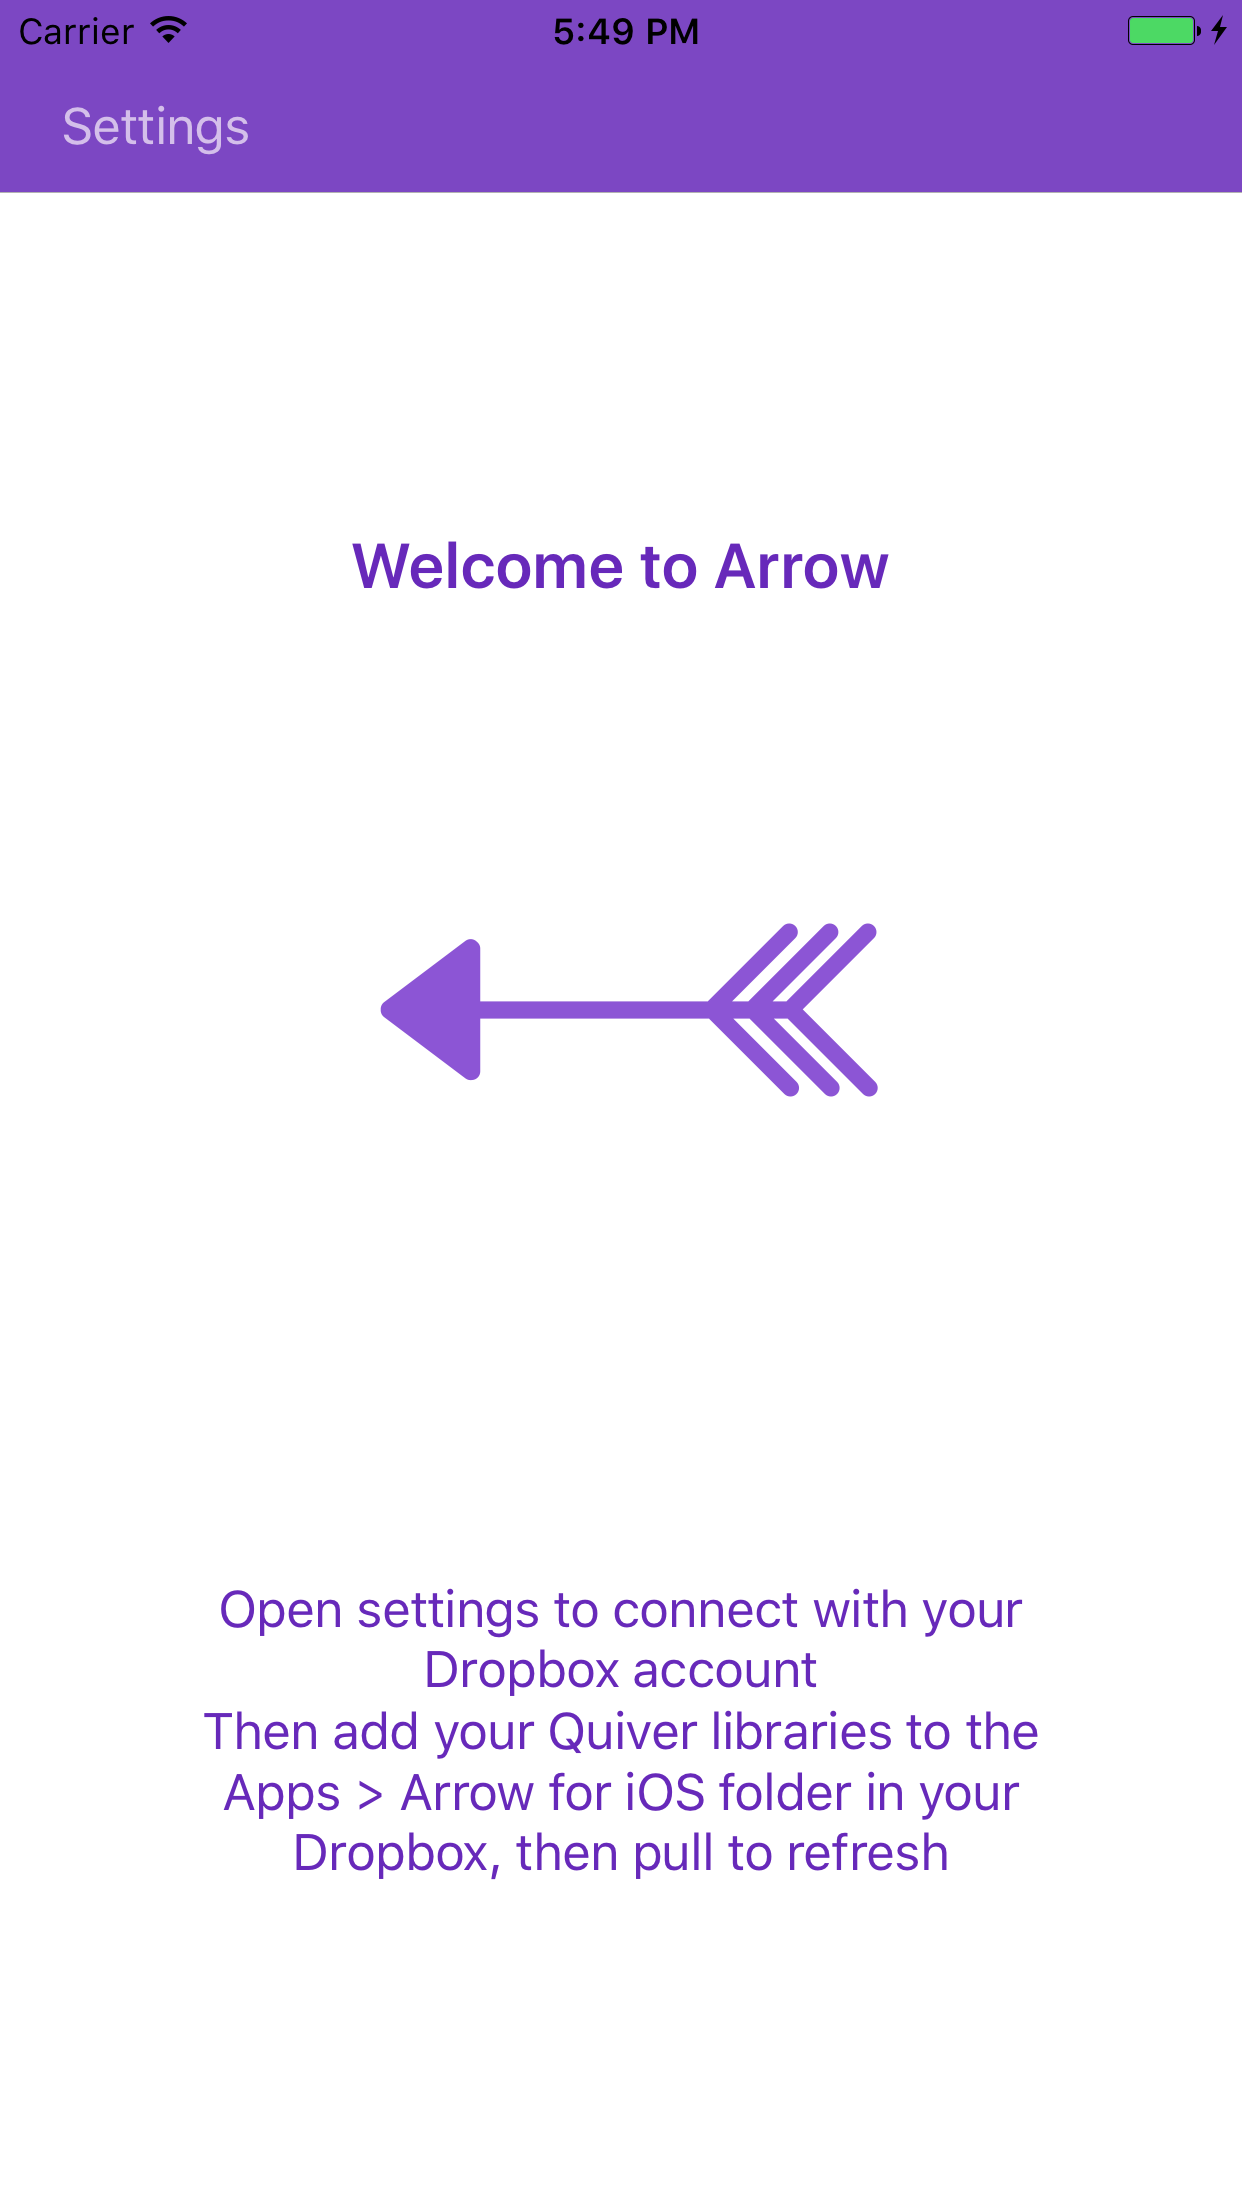 Carrier 5:49 PM
Settings
Welcome to Arrow
Open settings to connect with your
Dropbox account
Then add your Quiver libraries to the
Apps > Arrow for iOS folder in your
Dropbox, then pull to refresh